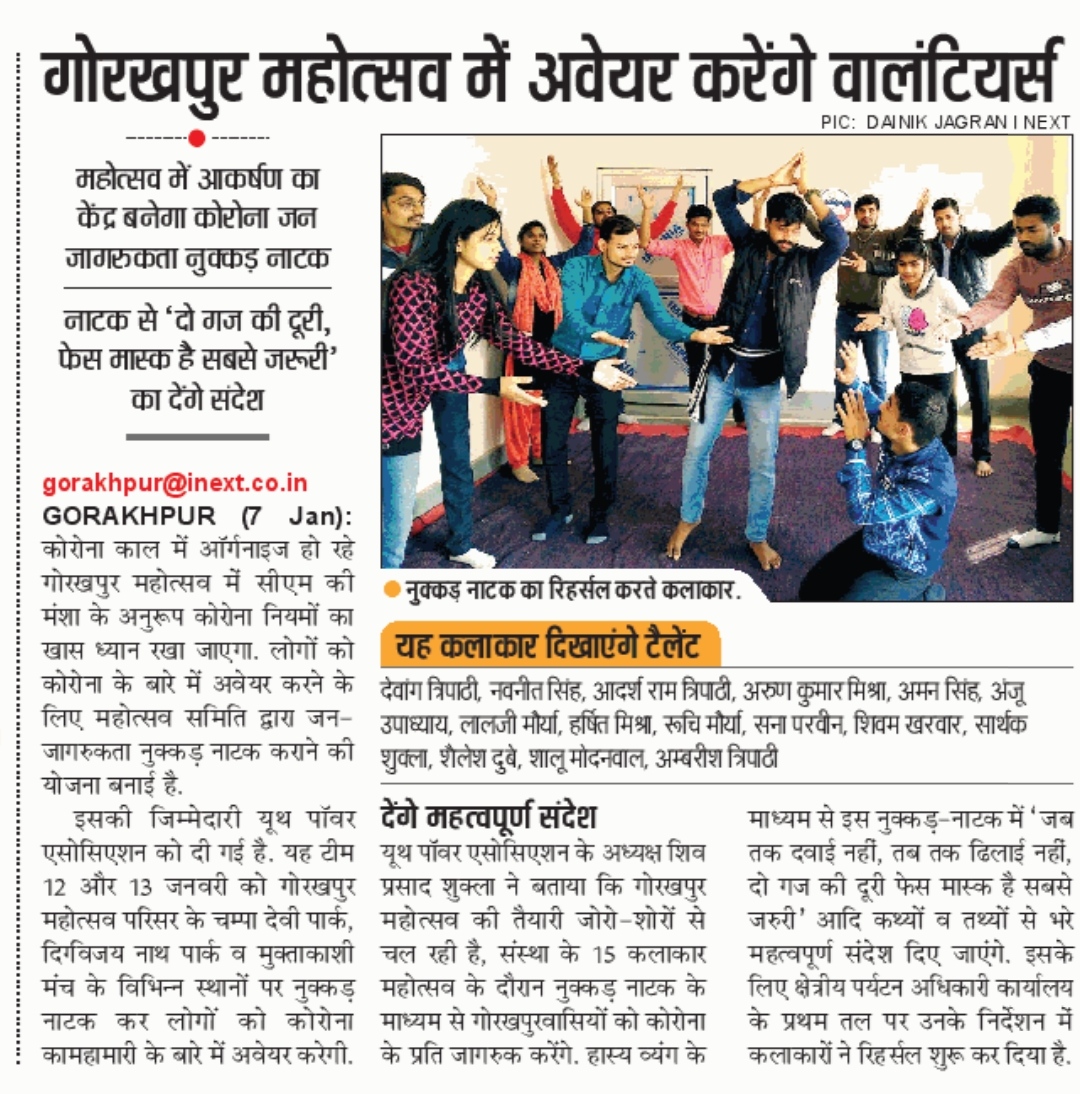 गोरखपुर महोत्सव में अवेयर करेंगे वालंटियर्स
PIC: DAINIK JAGRAN I NEXT
महोत्सव में आकर्षण का
केंद्र बनेगा कोरोना जन
जागरुकता नुक्कड़ नाटक
नाटक से ‘दो गज की दूरी,
फेस मास्क है सबसे जरूरी’
का देंगे संदेश
gorakhpur@inext.co.in
GORAKHPUR (7 Jan):
कोरोना काल में ऑर्गनाइज हो रहे
गोरखपुर महोत्सव में सीएम की
मंशा के अनुरूप कोरोना नियमों का
खास ध्यान रखा जाएगा. लोगों को
कोरोना के बारे में अवेयर करने के
लिए महोत्सव समिति द्वारा जन-
जागरुकता नुक्कड़ नाटक कराने की
योजना बनाई है.
इसकी जिम्मेदारी यूथ पॉवर
एसोसिएशन को दी गई है. यह टीम
12 और 13 जनवरी को गोरखपुर
महोत्सव परिसर के चम्पा देवी पार्क,
दिगविजय नाथ पार्क व मुक्ताकाशी
मंच के विभिन्न स्थानों पर नुक्कड़
नाटक कर लोगों को कोरोना
कामहामारी के बारे में अवेयर करेगी.
नुक्कड़ नाटक का रिहर्सल करते कलाकार.
यह कलाकार दिखाएंगे टैलेंट
देवांग त्रिपाठी, नवनीत सिंह, आदर्श राम त्रिपाठी, अरुण कुमार मिश्रा, अमन सिंह, अंजू
उपाध्याय, लालजी मौर्या, हर्षित मिश्रा, रूचि मौर्या, सना परवीन, शिवम खरवार, सार्थक
शुक्ला, शैलेश दुबे, शालू मोदनवाल, अम्बरीश त्रिपाठी
देंगे महत्वपूर्ण संदेश
यूथ पॉवर एसोसिएशन के अध्यक्ष शिव
प्रसाद शुक्ला ने बताया कि गोरखपुर
महोत्सव की तैयारी जोरो-शोरों से
चल रही है, संस्था के 15 कलाकार
महोत्सव के दौरान नुक्कड़ नाटक के
माध्यम से गोरखपुरवासियों को कोरोना
के प्रति जागरुक करेंगे. हास्य व्यंग के
माध्यम से इस नुक्कड़-नाटक में ‘जब
तक दवाई नहीं, तब तक ढिलाई नहीं,
दो गज की दूरी फेस मास्क है सबसे
जरुरी’ आदि कथ्यों व तथ्यों से भरे
महत्वपूर्ण संदेश दिए जाएंगे. इसके
लिए क्षेत्रीय पर्यटन अधिकारी कार्यालय
के प्रथम तल पर उनके निर्देशन में
कलाकारों ने रिहर्सल शुरू कर दिया है.